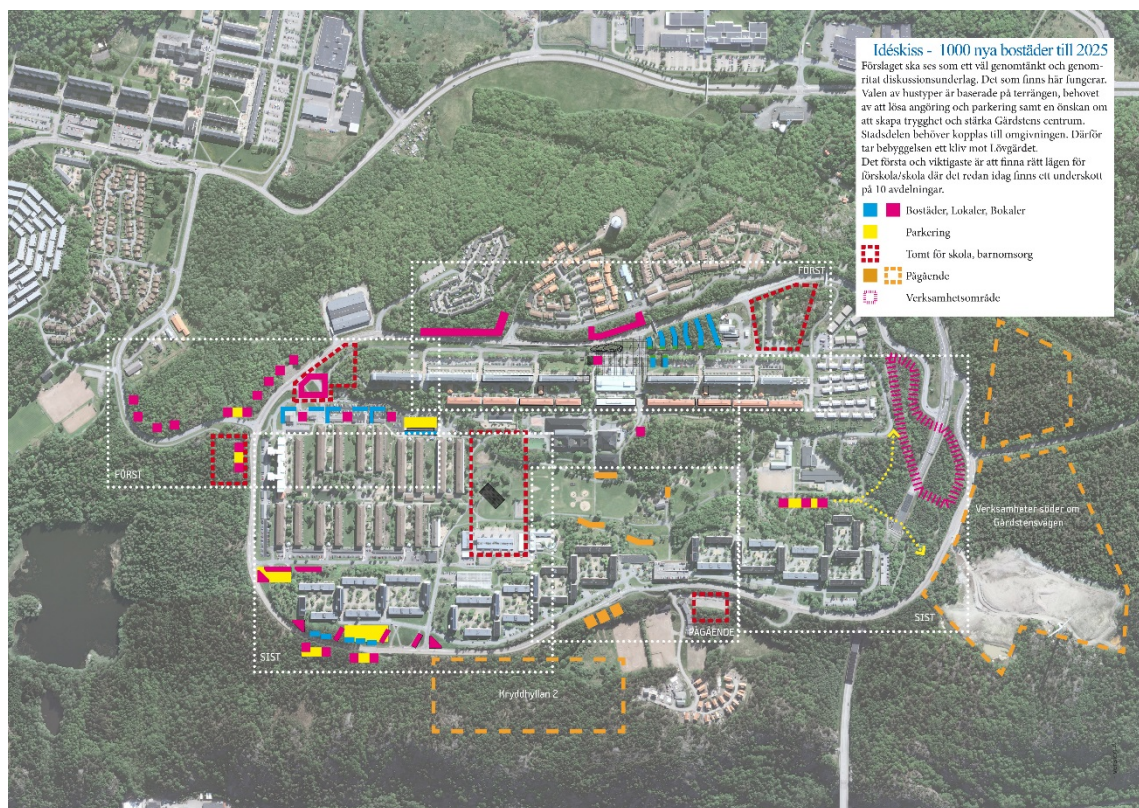 Idéskiss - 1000 nya bostäder till 2025
Förslaget ska ses som ett väl genomtänkt och genom-
ritat diskussionsunderlag. Det som finns här fungerar.
Valen av hustyper är baserade på terrängen, behovet
av att lösa angöring och parkering samt en önskan om
att skapa trygghet och stärka Gårdstens centrum.
Stadsdelen behöver kopplas till omgivningen. Därför
tar bebyggelsen ett kliv mot Lövgärdet.
Det första och viktigaste är att finna rätt lägen för
förskola/skola där det redan idag finns ett underskott
på 10 avdelningar.
Bostäder, Lokaler, Bokaler
Parkering
Tomt för skola, barnomsorg
Pågående
Verksamhetsområde
FÖRST
FÖRST
Verksamheter söder om
Gårdstensvägen
SIST
PÅGÅENDE
SIST
Kryddhyllan 2